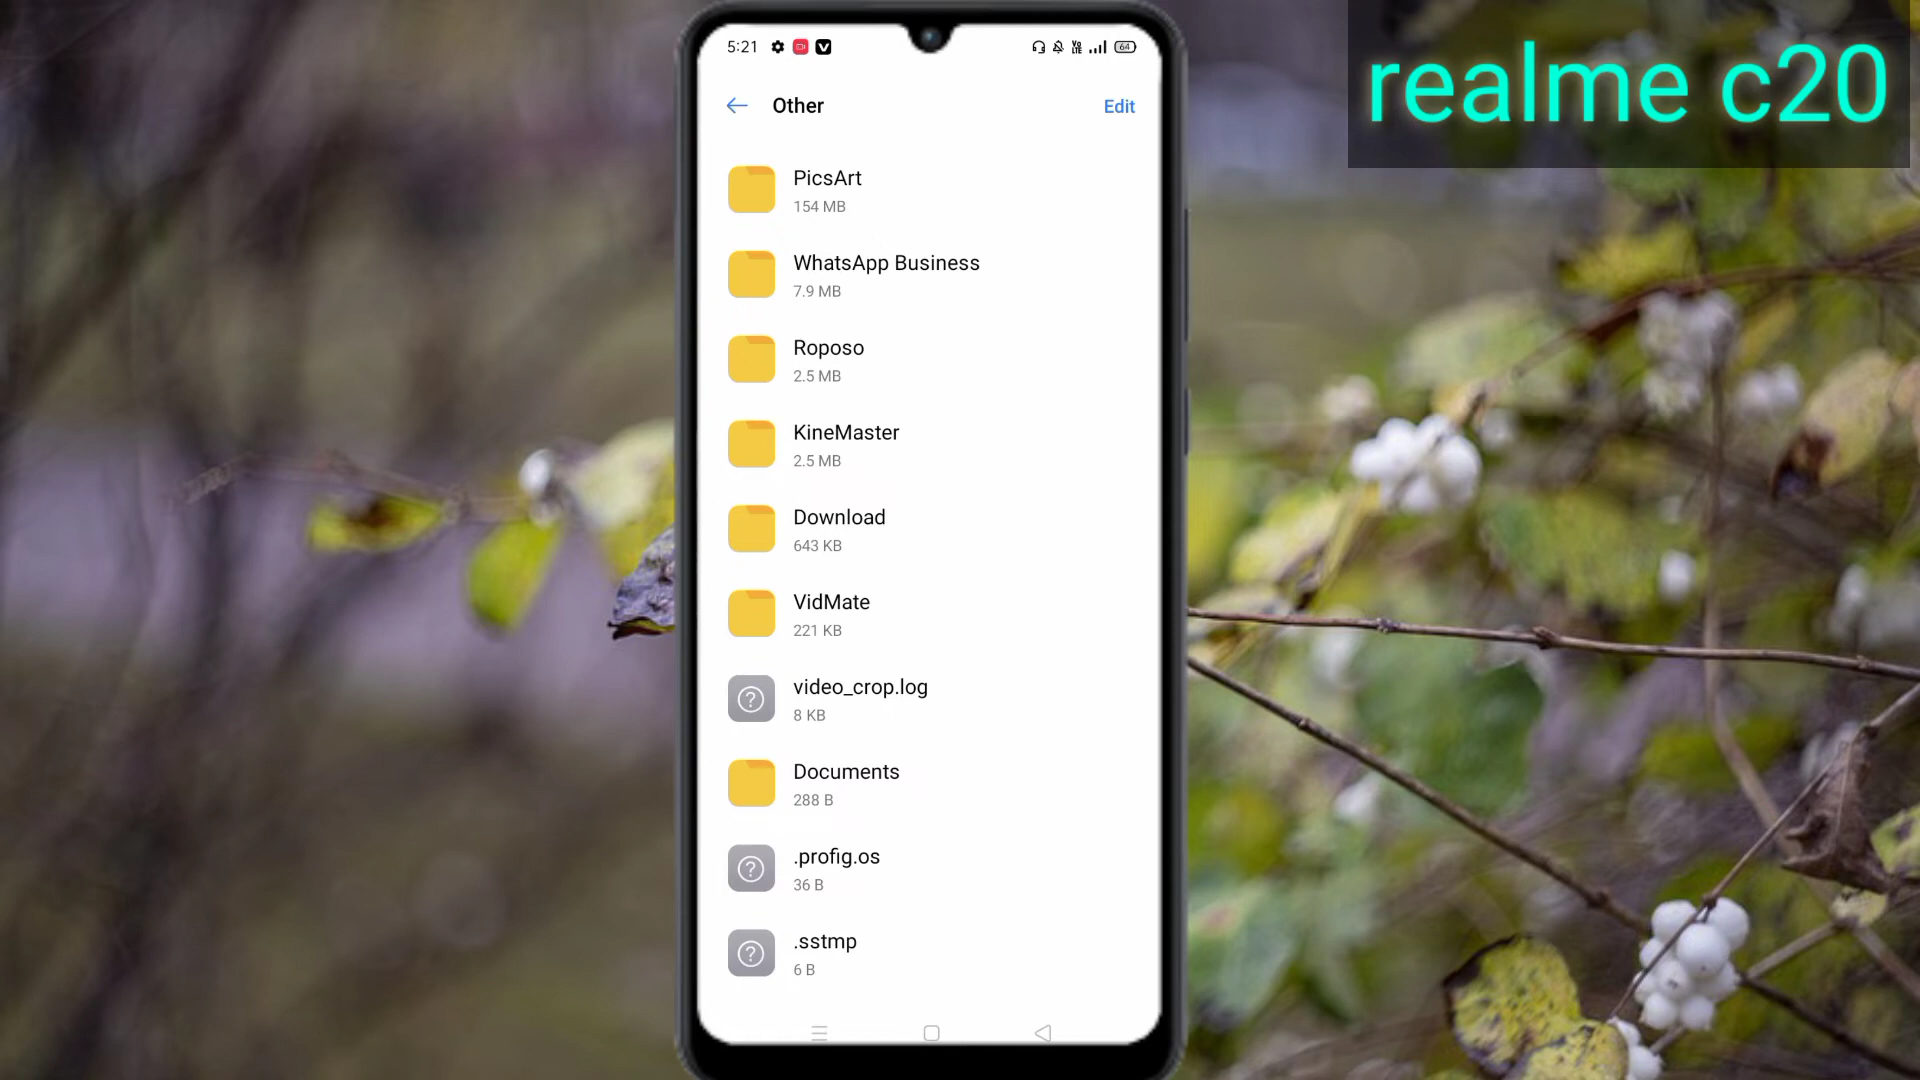 realme c20
5:21
64
Other
Edit
PicsArt
154 MB
WhatsApp Business
7.9 MB
Roposo
2.5 MB
KineMaster
2.5 MB
Download
643 KB
VidMate
221 KB
video_crop.log
8 KB
Documents
288 B
.profig.os
36 B
.sstmp
6 B